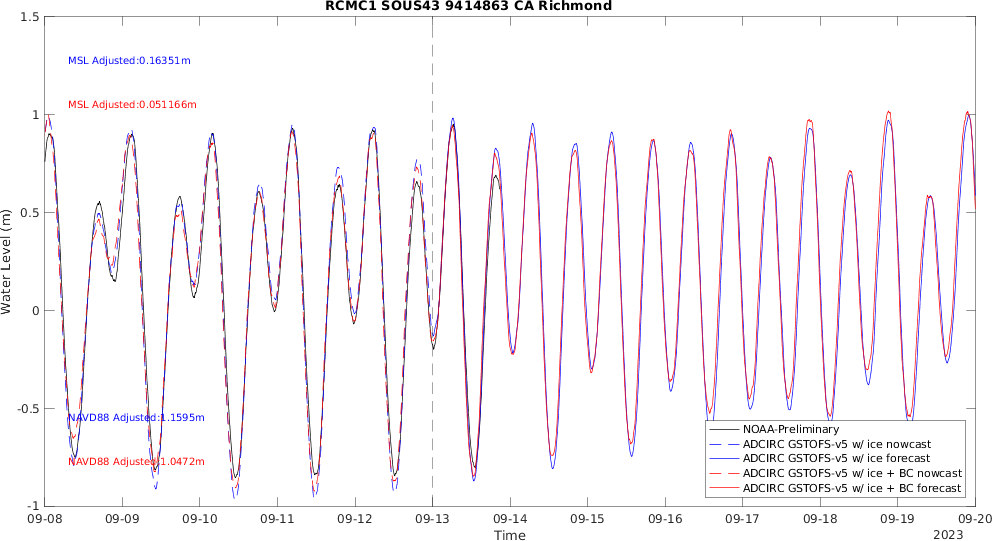 RCMC1 SOUS43 9414863 CA Richmond
1.5
MSL Adjusted:0.16351m
MSL Adjusted:0.051166m
1
0.5
Water Level (m)
0
-0.5
NAVD88 Adjusted:1.1595m
NAVD88 Adjusted:1.0472m
NOAA-Preliminary
ADCIRC GSTOFS-v5 w/ ice nowcast
ADCIRC GSTOFS-v5 w/ ice forecast
ADCIRC GSTOFS-v5 w/ ice + BC nowcast
ADCIRC GSTOFS-v5 w/ ice + BC forecast
-1
09-08 09-09 09-10 09-11 09-12 09-13 09-14 09-15 09-16 09-17 09-18 09-19 09-20
Time
2023